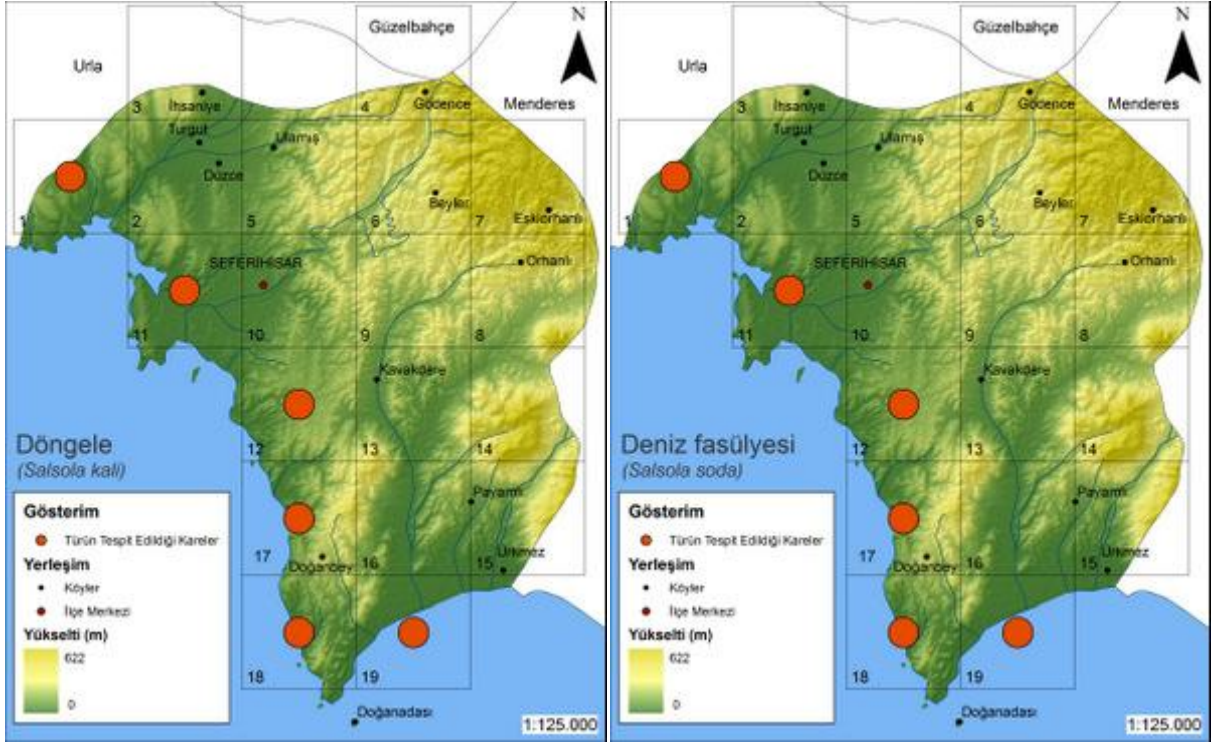 N
Güzelbahçe
Urla
Menderes
3
4
İhsaniye
Gödence
Turgut
Ulamış
Düzce
Beyler
Eskiorhanlı
1
2
5
6
7
SEFERİHİSAR
Orhanlı
11
10
9
8
Kavakdere
Döngele
(Salsola kali)
12
13
14
Payamlı
Gösterim
Türün Tespit Edildiği Kareler
Yerleşim
Köyler
İlçe Merkezi
Yükselti (m)
622
0
17
Doğanbey
16
15
Ürkmez
18
19
Doğanadası
1:125.000
N
Güzelbahçe
Urla
Menderes
3
4
İhsaniye
Gödence
Turgut
Ulamış
Düzce
Beyler
Eskiorhanlı
1
2
5
6
7
SEFERİHİSAR
Orhanlı
11
10
9
8
Kavakdere
Deniz fasülyesi
(Salsola soda)
12
13
14
Payamlı
Gösterim
Türün Tespit Edildiği Kareler
Yerleşim
Köyler
İlçe Merkezi
Yükselti (m)
622
0
17
Doğanbey
16
15
Ürkmez
18
19
Doğanadası
1:125.000